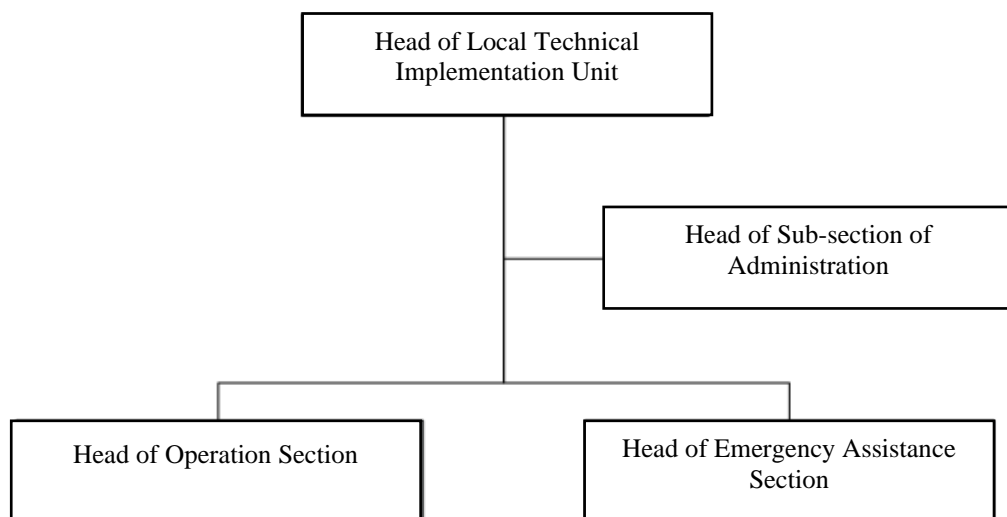 Head of Local Technical
Implementation Unit
Head of Sub-section of
Administration
Head of Operation Section
Head of Emergency Assistance
Section